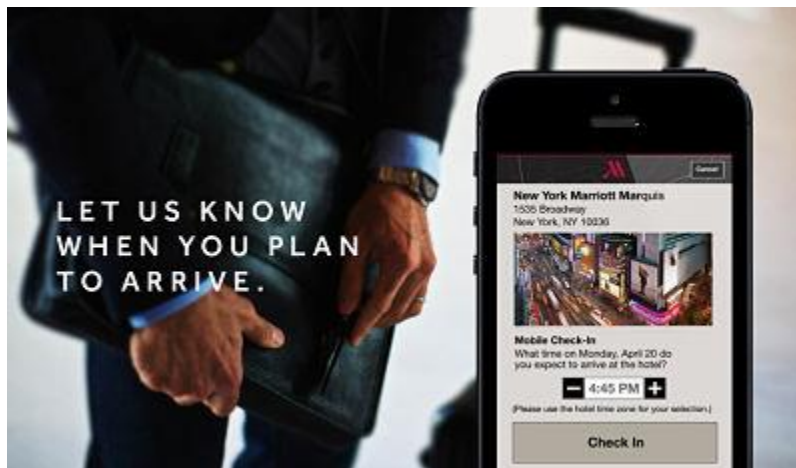 LET US KNOW
WHEN YOU PLAN
TO ARRIVE.
Cancel
New York Marriott Marquis
1535 Broadway
New York, NY 10036
Mobile Check-In
What time on Monday, April 20 do
you expect to arrive at the hotel?
4:45 PM
(Please use the hotel time zone for your selection.)
Check In